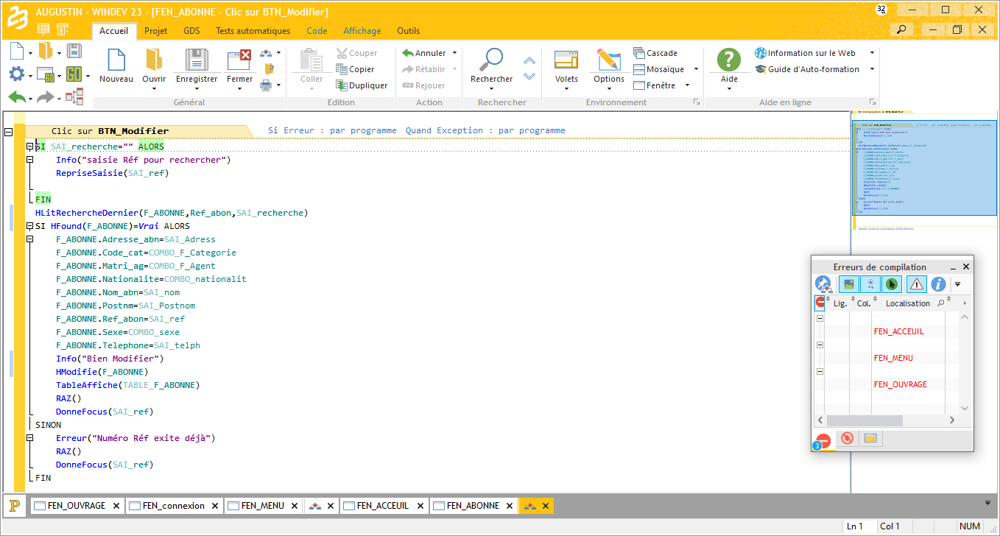 AUGUSTIN - WINDEV 23 - [FEN_ABONNE - Clic sur BTN_Modifier]
32
Accueil Projet GDS Tests automatiques Code Affichage Outils
Nouveau Ouvrir Enregistrer Fermer
Général
Coller Couper Copier Dupliquer
Edition
Annuler Rétablir Rejouer
Action
Rechercher
Rechercher
Volets Options Cascade Mosaïque Fenêtre
Environnement
Aide Information sur le Web Guide d'Auto-formation
Aide en ligne
Clic sur BTN_Modifier Si Erreur : par programme Quand Exception : par programme
SI SAI_recherche="" ALORS
Info("saisie Réf pour rechercher")
RepriseSaisie(SAI_ref)
FIN
HLitRechercheDernier(F_ABONNE,Ref_abon,SAI_recherche)
SI HFound(F_ABONNE)=Vrai ALORS
F_ABONNE.Adresse_abn=SAI_Adress
F_ABONNE.Code_cat=COMBO_F_Categorie
F_ABONNE.Matri_ag=COMBO_F_Agent
F_ABONNE.Nationalite=COMBO_nationalit
F_ABONNE.Nom_abn=SAI_nom
F_ABONNE.Postnm=SAI_Postnom
F_ABONNE.Ref_abon=SAI_ref
F_ABONNE.Sexe=COMBO_sexe
F_ABONNE.Telephone=SAI_telph
Info("Bien Modifier")
HModifie(F_ABONNE)
TableAffiche(TABLE_F_ABONNE)
RAZ()
DonneFocus(SAI_ref)
SINON
Erreur("Numéro Réf exite déjà")
RAZ()
DonneFocus(SAI_ref)
FIN
Erreurs de compilation
Lig. Col. Localisation
FEN_ACCEUIL
FEN_MENU
FEN_OUVRAGE
3
FEN_OUVRAGE FEN_connexion FEN_MENU FEN_ACCEUIL FEN_ABONNE
Ln 1 Col 1 NUM